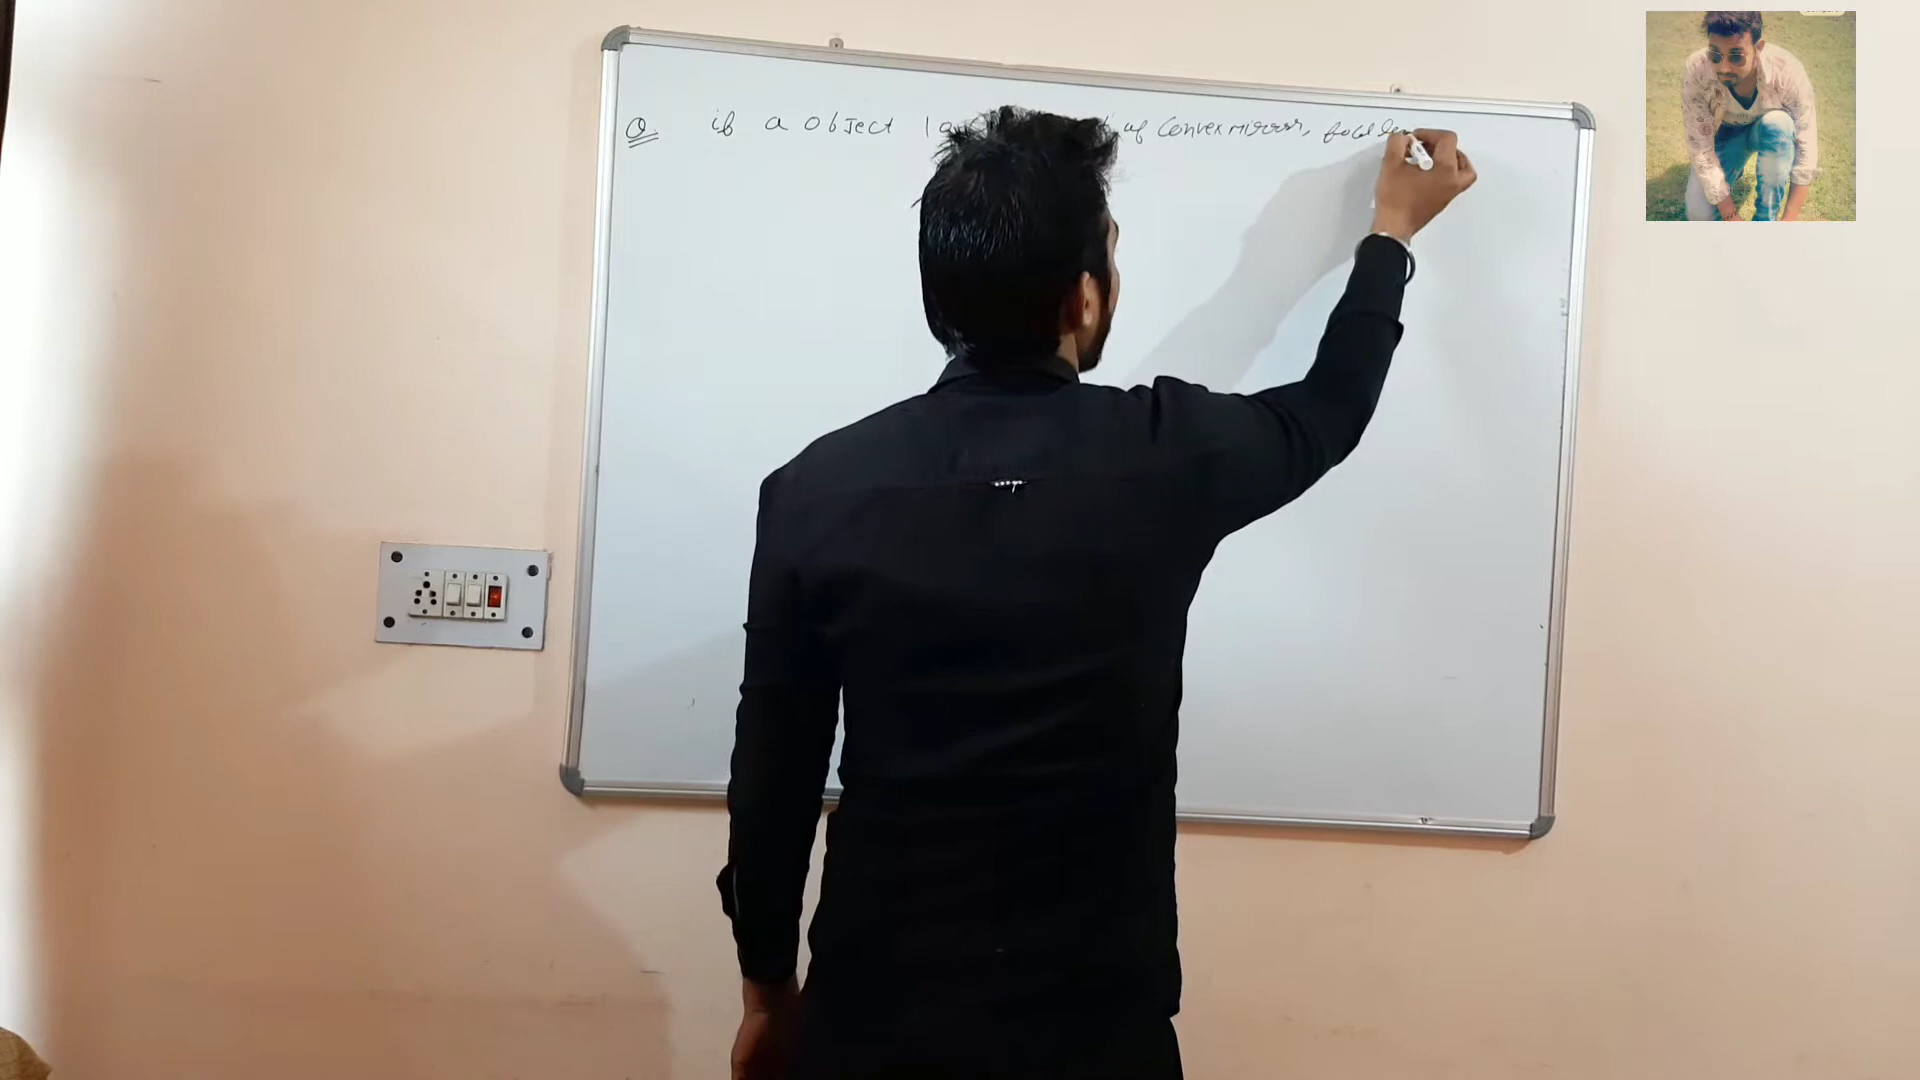 Q if a object of Convex mirror, focal